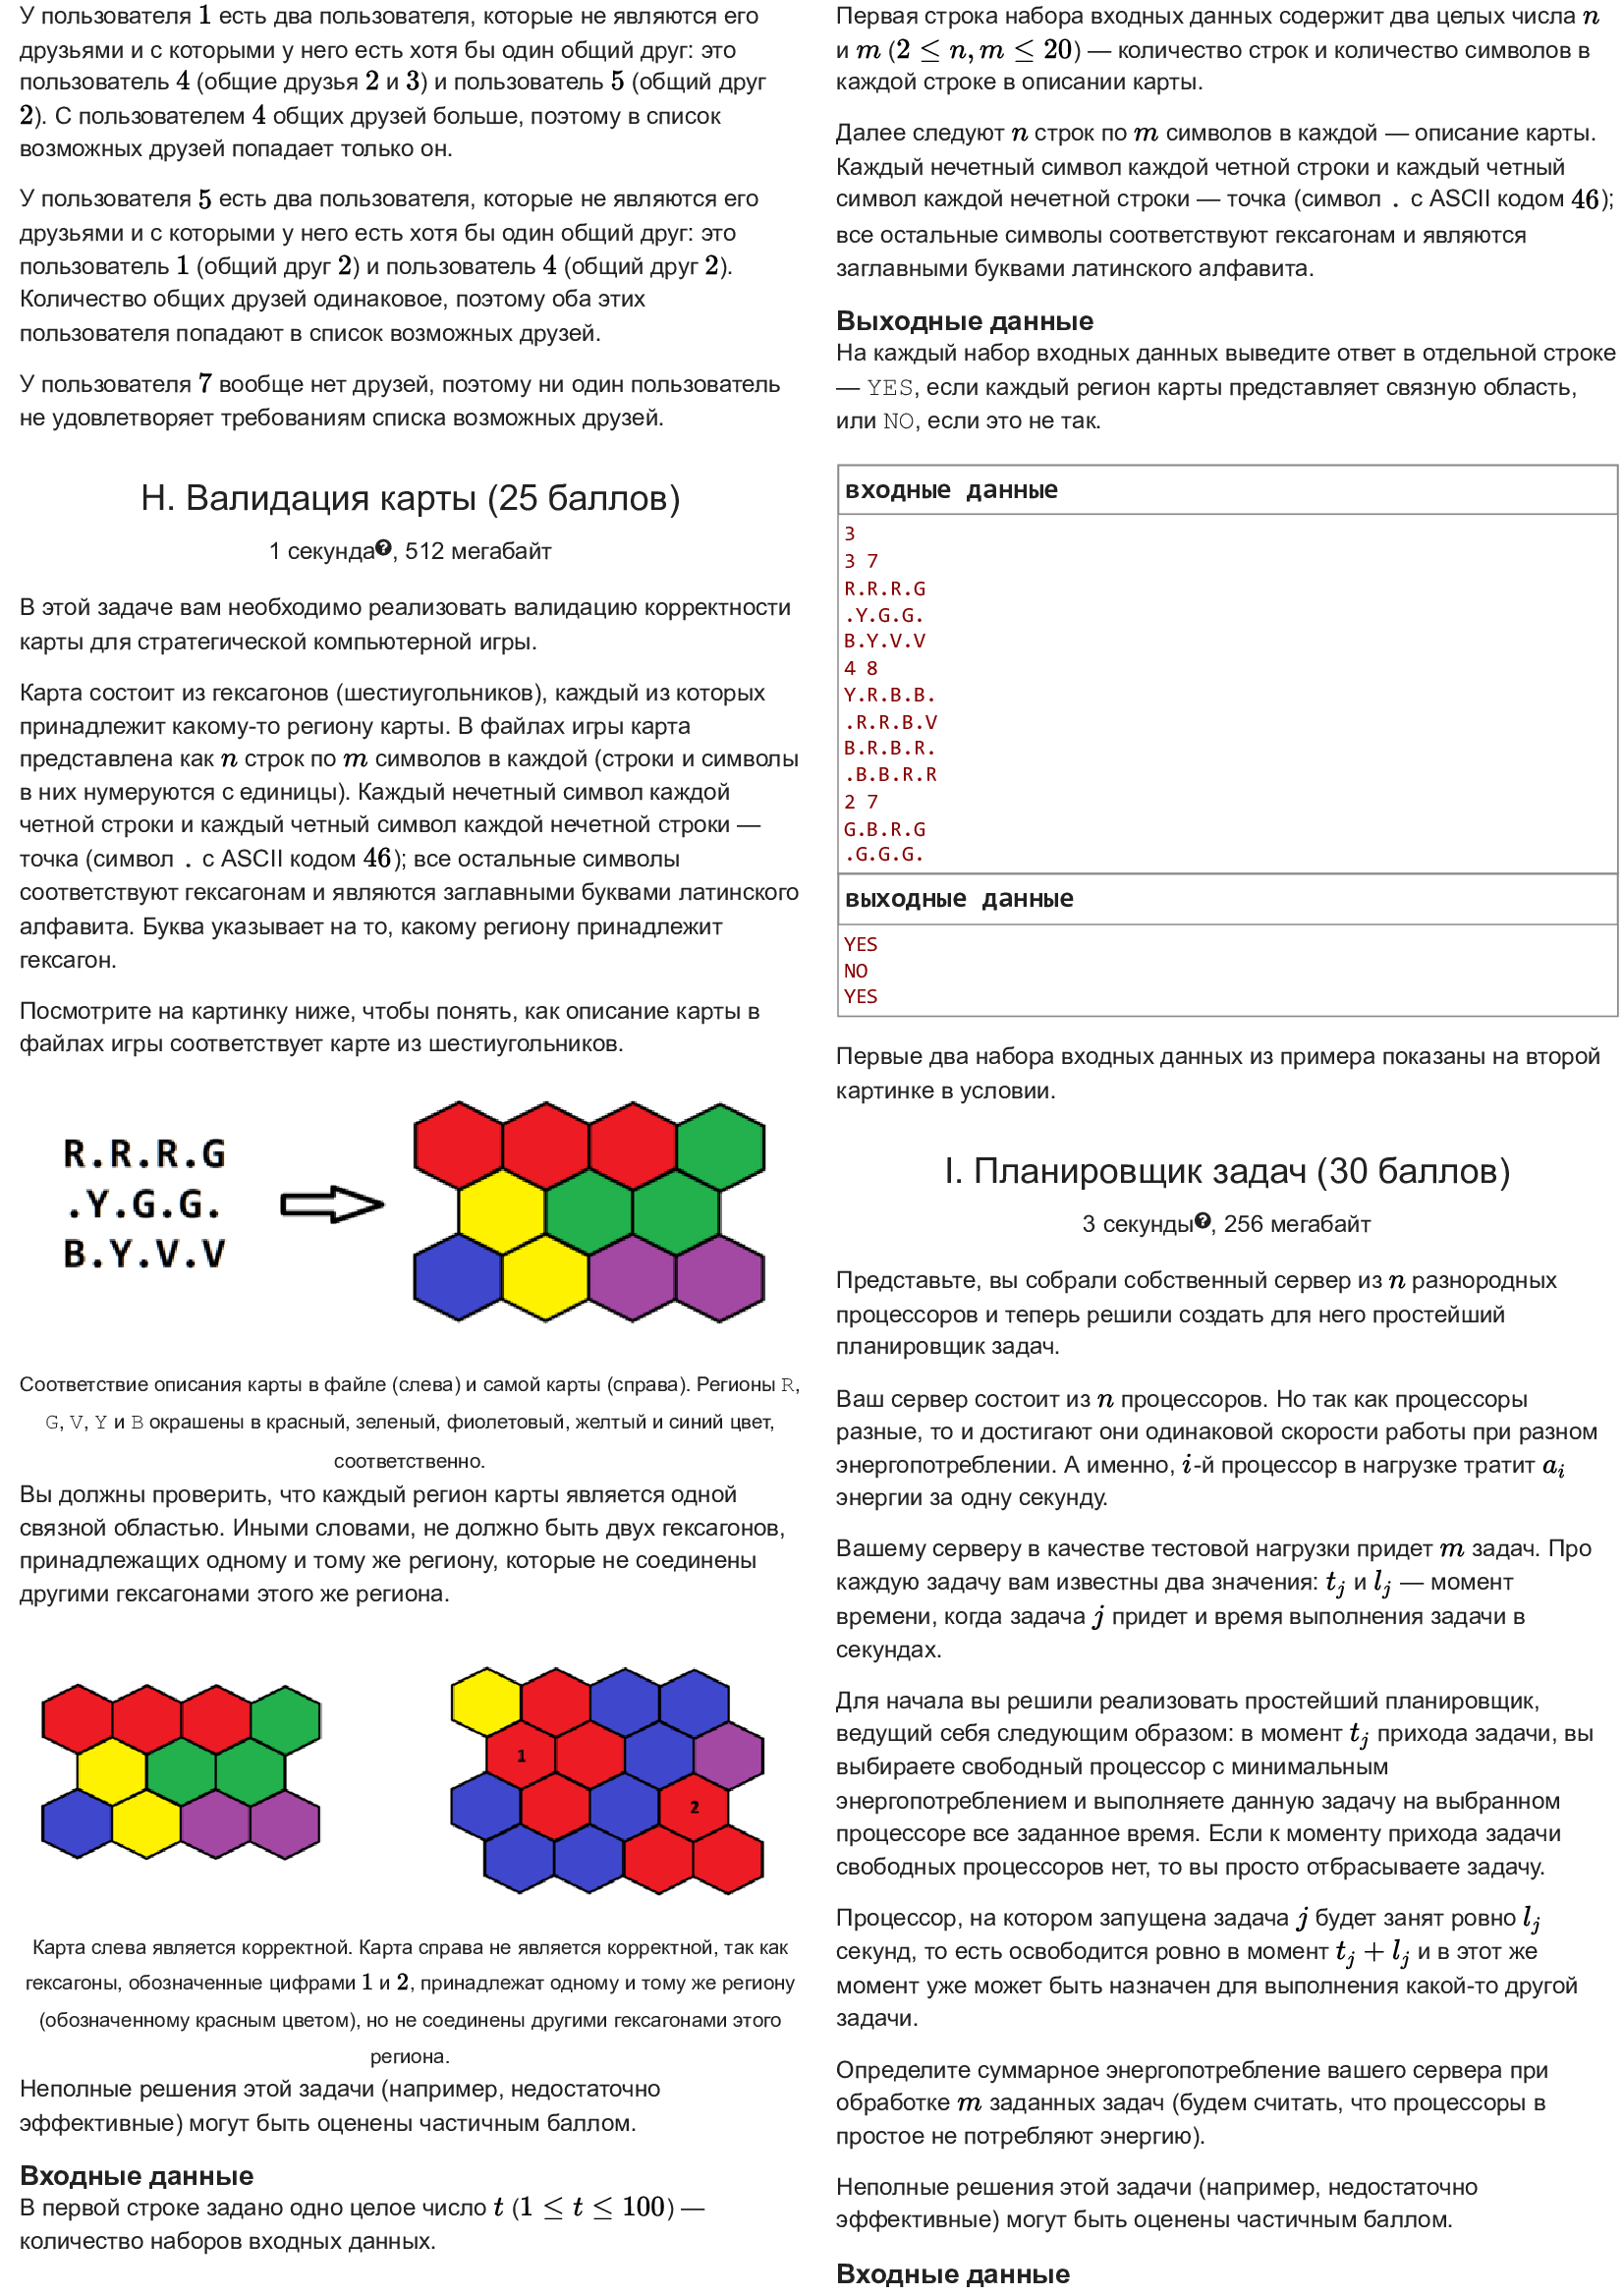 У пользователя 1 есть два пользователя, которые не являются его
друзьями и с которыми у него есть хотя бы один общий друг: это
пользователь 4 (общие друзья 2 и 3) и пользователь 5 (общий друг
2). С пользователем 4 общих друзей больше, поэтому в список
возможных друзей попадает только он.
У пользователя 5 есть два пользователя, которые не являются его
друзьями и с которыми у него есть хотя бы один общий друг: это
пользователь 1 (общий друг 2) и пользователь 4 (общий друг 2).
Количество общих друзей одинаковое, поэтому оба этих
пользователя попадают в список возможных друзей.
У пользователя 7 вообще нет друзей, поэтому ни один пользователь
не удовлетворяет требованиям списка возможных друзей.
H. Валидация карты (25 баллов)
1 секунда?, 512 мегабайт
В этой задаче вам необходимо реализовать валидацию корректности
карты для стратегической компьютерной игры.
Карта состоит из гексагонов (шестиугольников), каждый из которых
принадлежит какому-то региону карты. В файлах игры карта
представлена как n строк по m символов в каждой (строки и символы
в них нумеруются с единицы). Каждый нечетный символ каждой
четной строки и каждый четный символ каждой нечетной строки —
точка (символ . с ASCII кодом 46); все остальные символы
соответствуют гексагонам и являются заглавными буквами латинского
алфавита. Буква указывает на то, какому региону принадлежит
гексагон.
Посмотрите на картинку ниже, чтобы понять, как описание карты в
файлах игры соответствует карте из шестиугольников.
R.R.R.G
.Y.G.G.
B.Y.V.V
Соответствие описания карты в файле (слева) и самой карты (справа). Регионы R,
G, V, Y и B окрашены в красный, зеленый, фиолетовый, желтый и синий цвет,
соответственно.
Вы должны проверить, что каждый регион карты является одной
связной областью. Иными словами, не должно быть двух гексагонов,
принадлежащих одному и тому же региону, которые не соединены
другими гексагонами этого же региона.
1
2
Карта слева является корректной. Карта справа не является корректной, так как
гексагоны, обозначенные цифрами 1 и 2, принадлежат одному и тому же региону
(обозначенному красным цветом), но не соединены другими гексагонами этого
региона.
Неполные решения этой задачи (например, недостаточно
эффективные) могут быть оценены частичным баллом.
Входные данные
В первой строке задано одно целое число t (1 ≤ t ≤ 100) —
количество наборов входных данных.
Первая строка набора входных данных содержит два целых числа n
и m (2 ≤ n, m ≤ 20) — количество строк и количество символов в
каждой строке в описании карты.
Далее следуют n строк по m символов в каждой — описание карты.
Каждый нечетный символ каждой четной строки и каждый четный
символ каждой нечетной строки — точка (символ . с ASCII кодом 46);
все остальные символы соответствуют гексагонам и являются
заглавными буквами латинского алфавита.
Выходные данные
На каждый набор входных данных выведите ответ в отдельной строке
— YES, если каждый регион карты представляет связную область,
или NO, если это не так.
входные данные
3
3 7
R.R.R.G
.Y.G.G.
B.Y.V.V
4 8
Y.R.B.B.
.R.R.B.V
B.R.B.R.
.B.B.R.R
2 7
G.B.R.G
.G.G.G.
выходные данные
YES
NO
YES
Первые два набора входных данных из примера показаны на второй
картинке в условии.
I. Планировщик задач (30 баллов)
3 секунды?, 256 мегабайт
Представьте, вы собрали собственный сервер из n разнородных
процессоров и теперь решили создать для него простейший
планировщик задач.
Ваш сервер состоит из n процессоров. Но так как процессоры
разные, то и достигают они одинаковой скорости работы при разном
энергопотреблении. А именно, i-й процессор в нагрузке тратит a_i
энергии за одну секунду.
Вашему серверу в качестве тестовой нагрузки придет m задач. Про
каждую задачу вам известны два значения: t_j и l_j — момент
времени, когда задача j придет и время выполнения задачи в
секундах.
Для начала вы решили реализовать простейший планировщик,
ведущий себя следующим образом: в момент t_j прихода задачи, вы
выбираете свободный процессор с минимальным
энергопотреблением и выполняете данную задачу на выбранном
процессоре все заданное время. Если к моменту прихода задачи
свободных процессоров нет, то вы просто отбрасываете задачу.
Процессор, на котором запущена задача j будет занят ровно l_j
секунд, то есть освободится ровно в момент t_j + l_j и в этот же
момент уже может быть назначен для выполнения какой-то другой
задачи.
Определите суммарное энергопотребление вашего сервера при
обработке m заданных задач (будем считать, что процессоры в
простое не потребляют энергию).
Неполные решения этой задачи (например, недостаточно
эффективные) могут быть оценены частичным баллом.
Входные данные